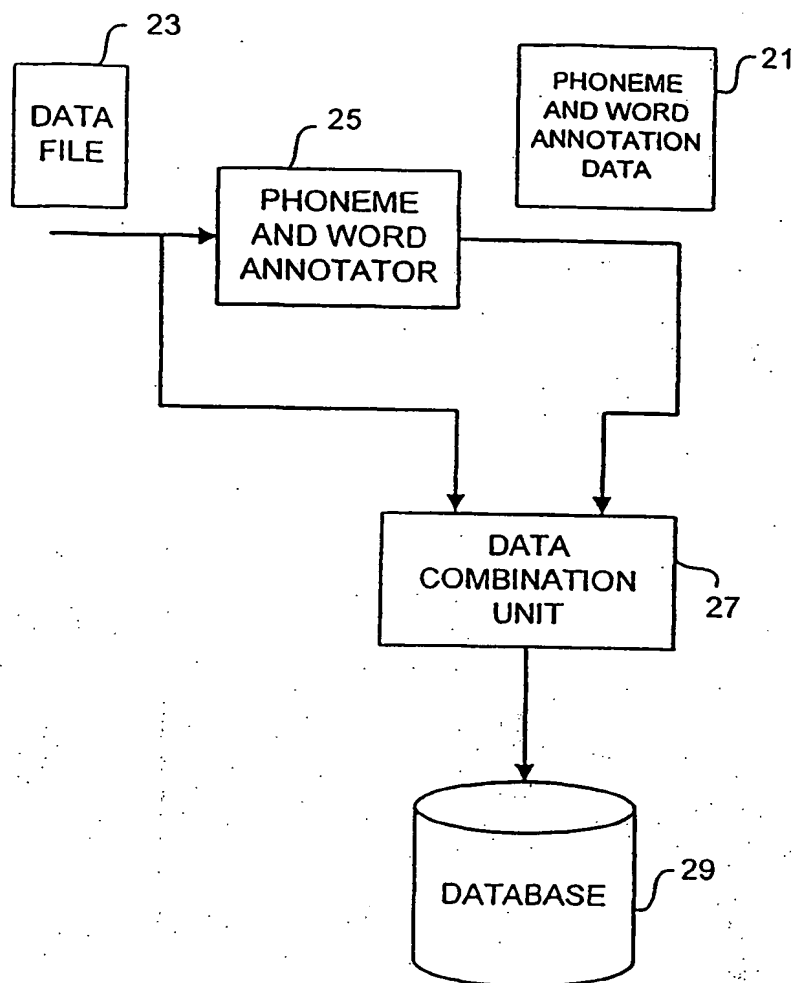 23
DATA
FILE
25
PHONEME
AND WORD
ANNOTATOR
21
PHONEME
AND WORD
ANNOTATION
DATA
DATA
COMBINATION
UNIT
27
DATABASE
29